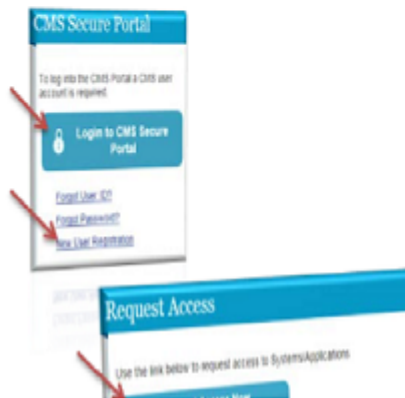 CMS Secure Portal
To log into the CMS Portal a CMS user
account is required.
Login to CMS Secure
Portal
Forgot User ID?
Forgot Password?
New User Registration
Request Access
Use the link below to request access to Systems/Applications
Access Now